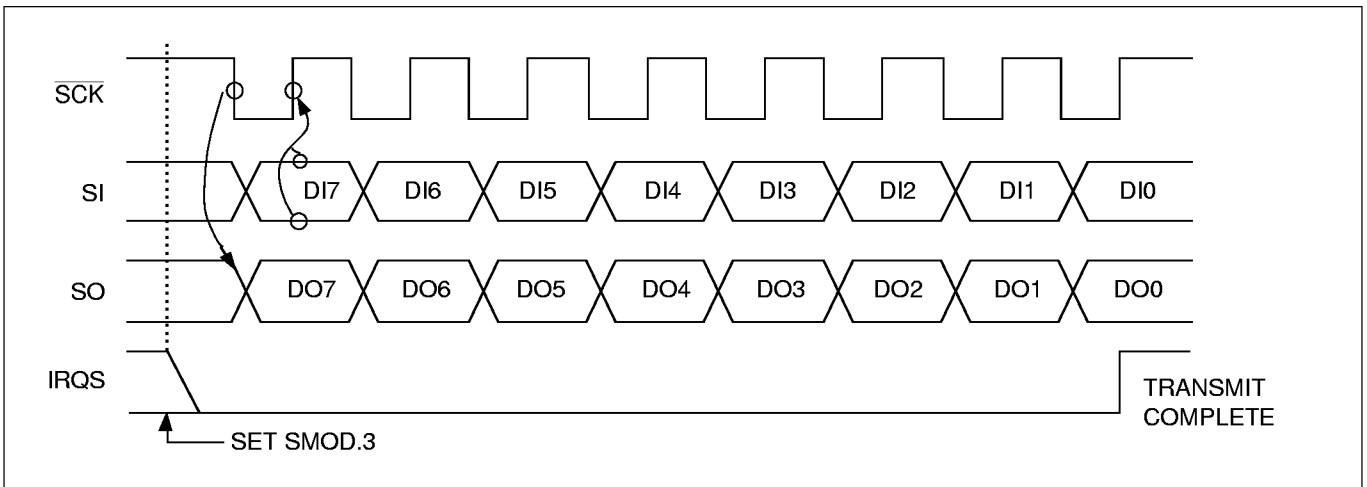 SCK
SI DI7 DI6 DI5 DI4 DI3 DI2 DI1 DI0
SO DO7 DO6 DO5 DO4 DO3 DO2 DO1 DO0
IRQS
TRANSMIT
COMPLETE
SET SMOD.3